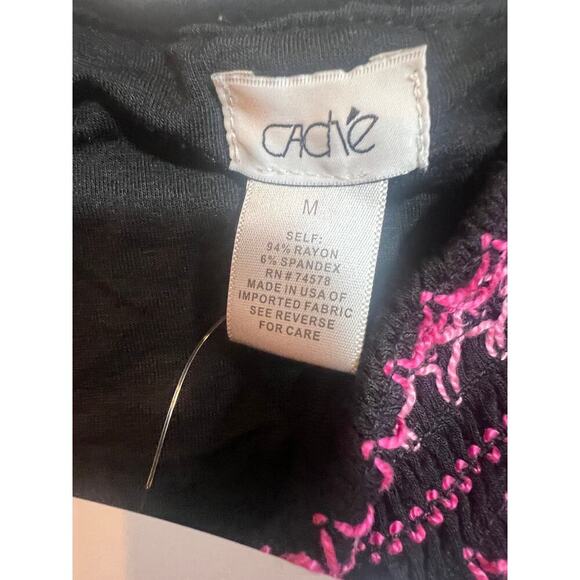 CACHÉ
M
SELF:
94% RAYON
6% SPANDEX
RN # 74578
MADE IN USA OF
IMPORTED FABRIC
SEE REVERSE
FOR CARE